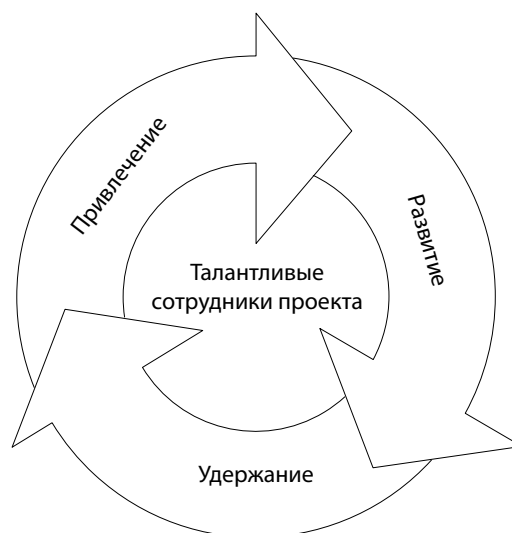 Привлечение
Развитие
Талантливые
сотрудники проекта
Удержание